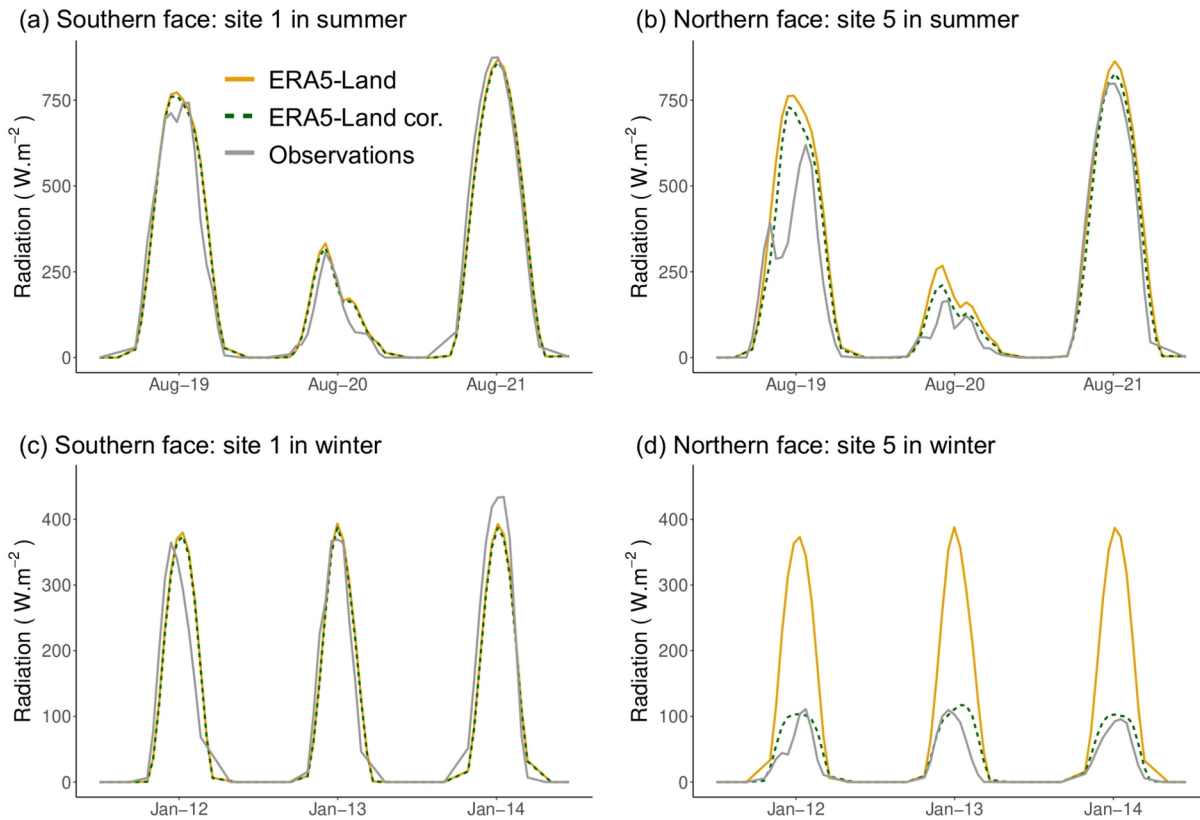 (a) Southern face: site 1 in summer
Radiation ( W.m⁻² )
750
500
250
0
ERA5-Land
ERA5-Land cor.
Observations
Aug-19
Aug-20
Aug-21
(b) Northern face: site 5 in summer
Radiation ( W.m⁻² )
750
500
250
0
Aug-19
Aug-20
Aug-21
(c) Southern face: site 1 in winter
Radiation ( W.m⁻² )
400
300
200
100
0
Jan-12
Jan-13
Jan-14
(d) Northern face: site 5 in winter
Radiation ( W.m⁻² )
400
300
200
100
0
Jan-12
Jan-13
Jan-14